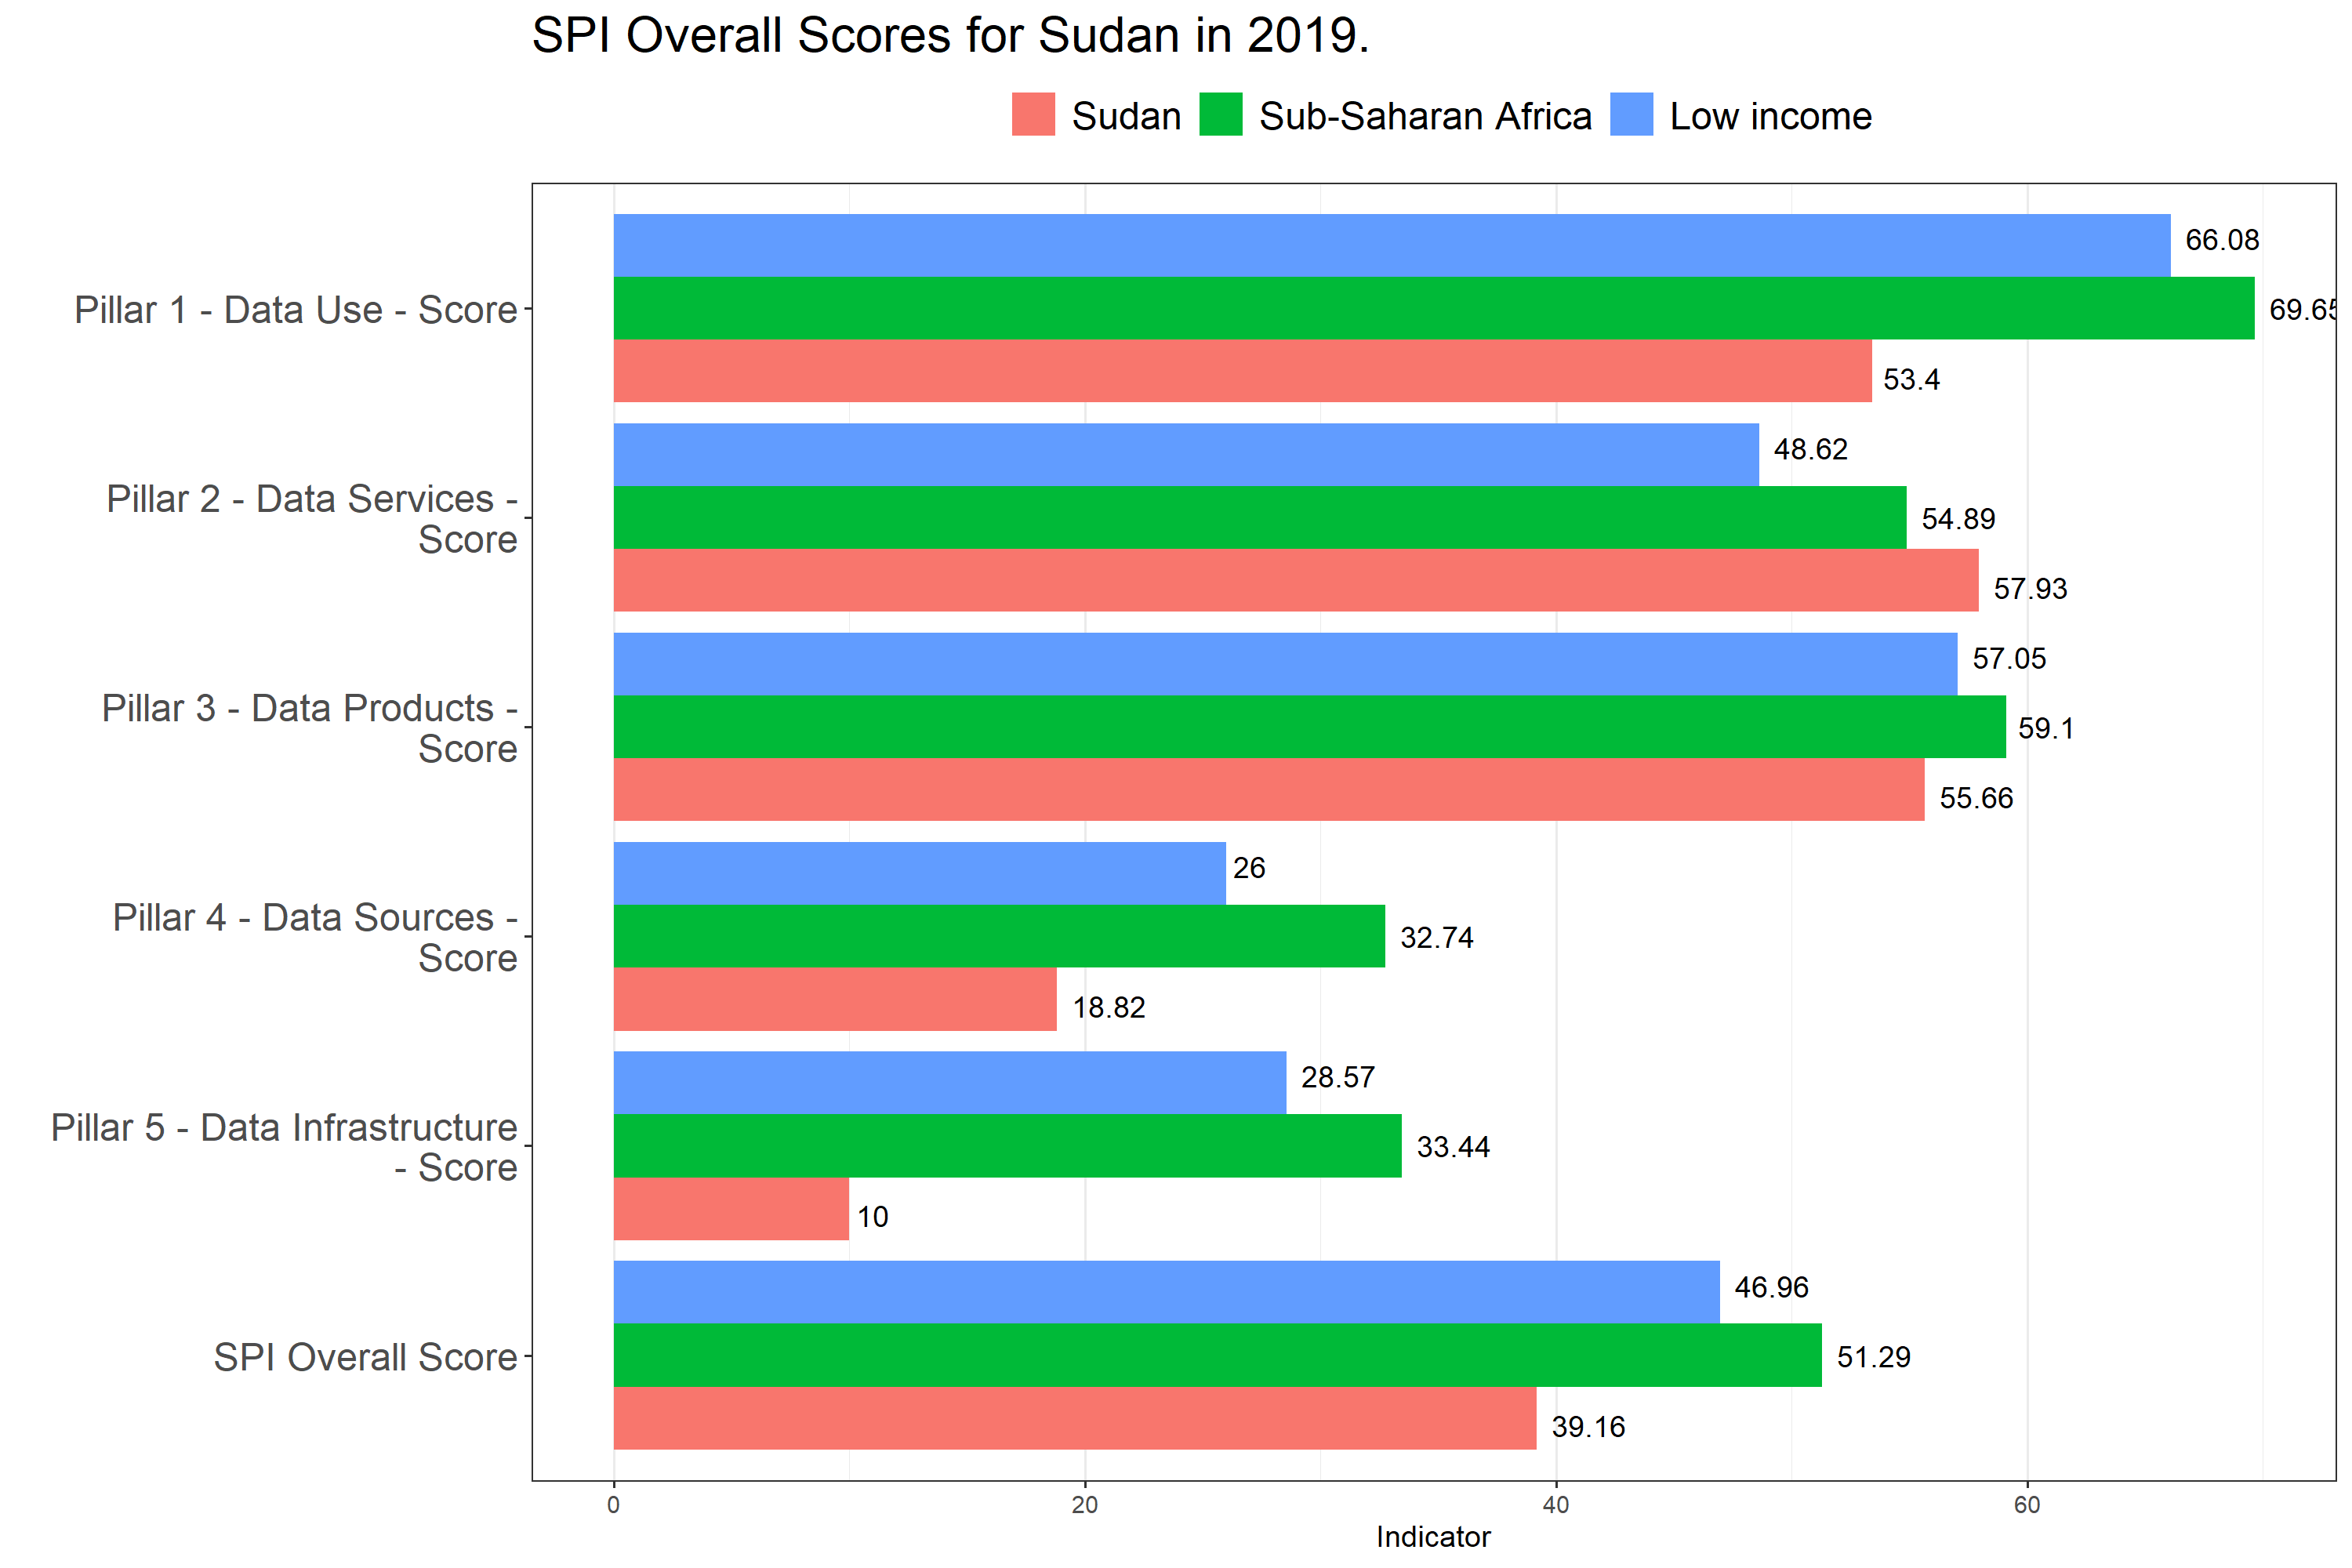 SPI Overall Scores for Sudan in 2019.
Sudan Sub-Saharan Africa Low income
Pillar 1 - Data Use - Score
66.08
69.65
53.4
Pillar 2 - Data Services -
Score
48.62
54.89
57.93
Pillar 3 - Data Products -
Score
57.05
59.1
55.66
Pillar 4 - Data Sources -
Score
26
32.74
18.82
Pillar 5 - Data Infrastructure
- Score
28.57
33.44
10
SPI Overall Score
46.96
51.29
39.16
0 20 40 60
Indicator